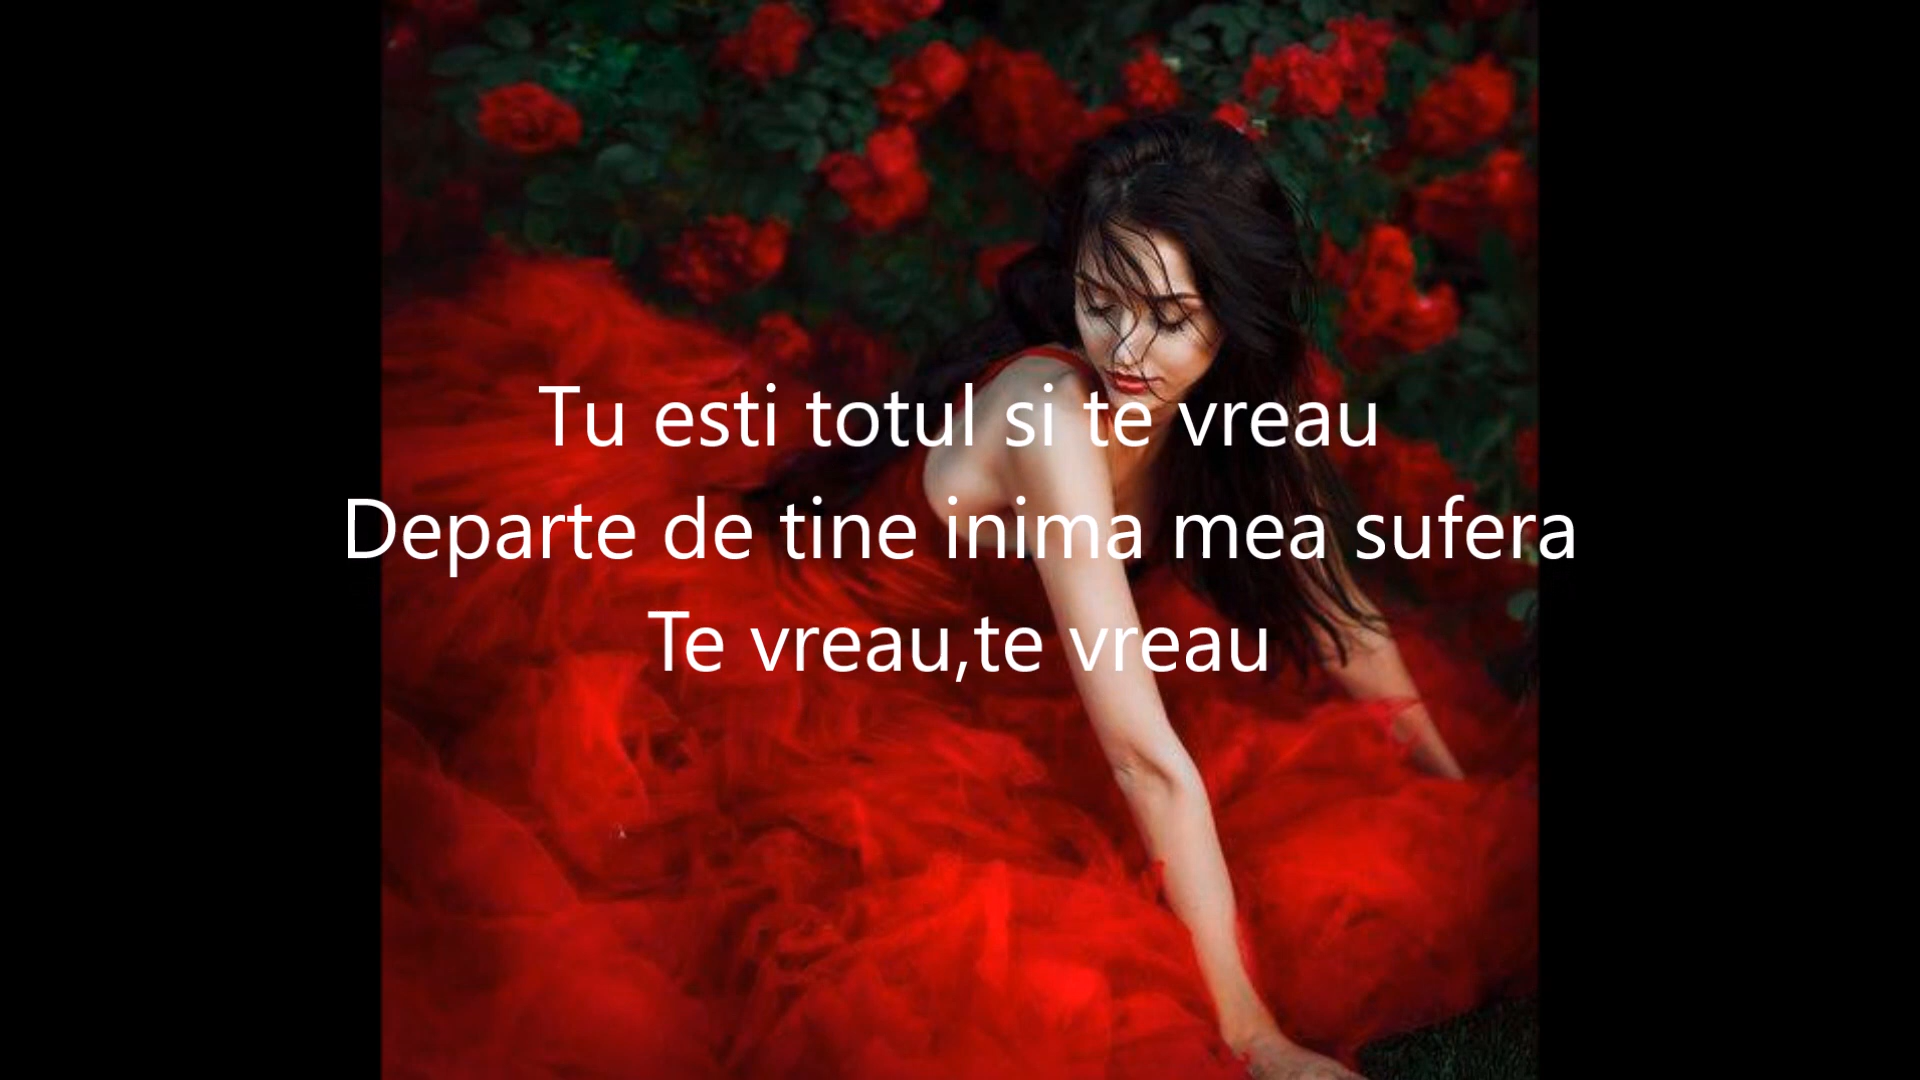 Tu esti totul si te vreau
Departe de tine inima mea sufera
Te vreau,te vreau